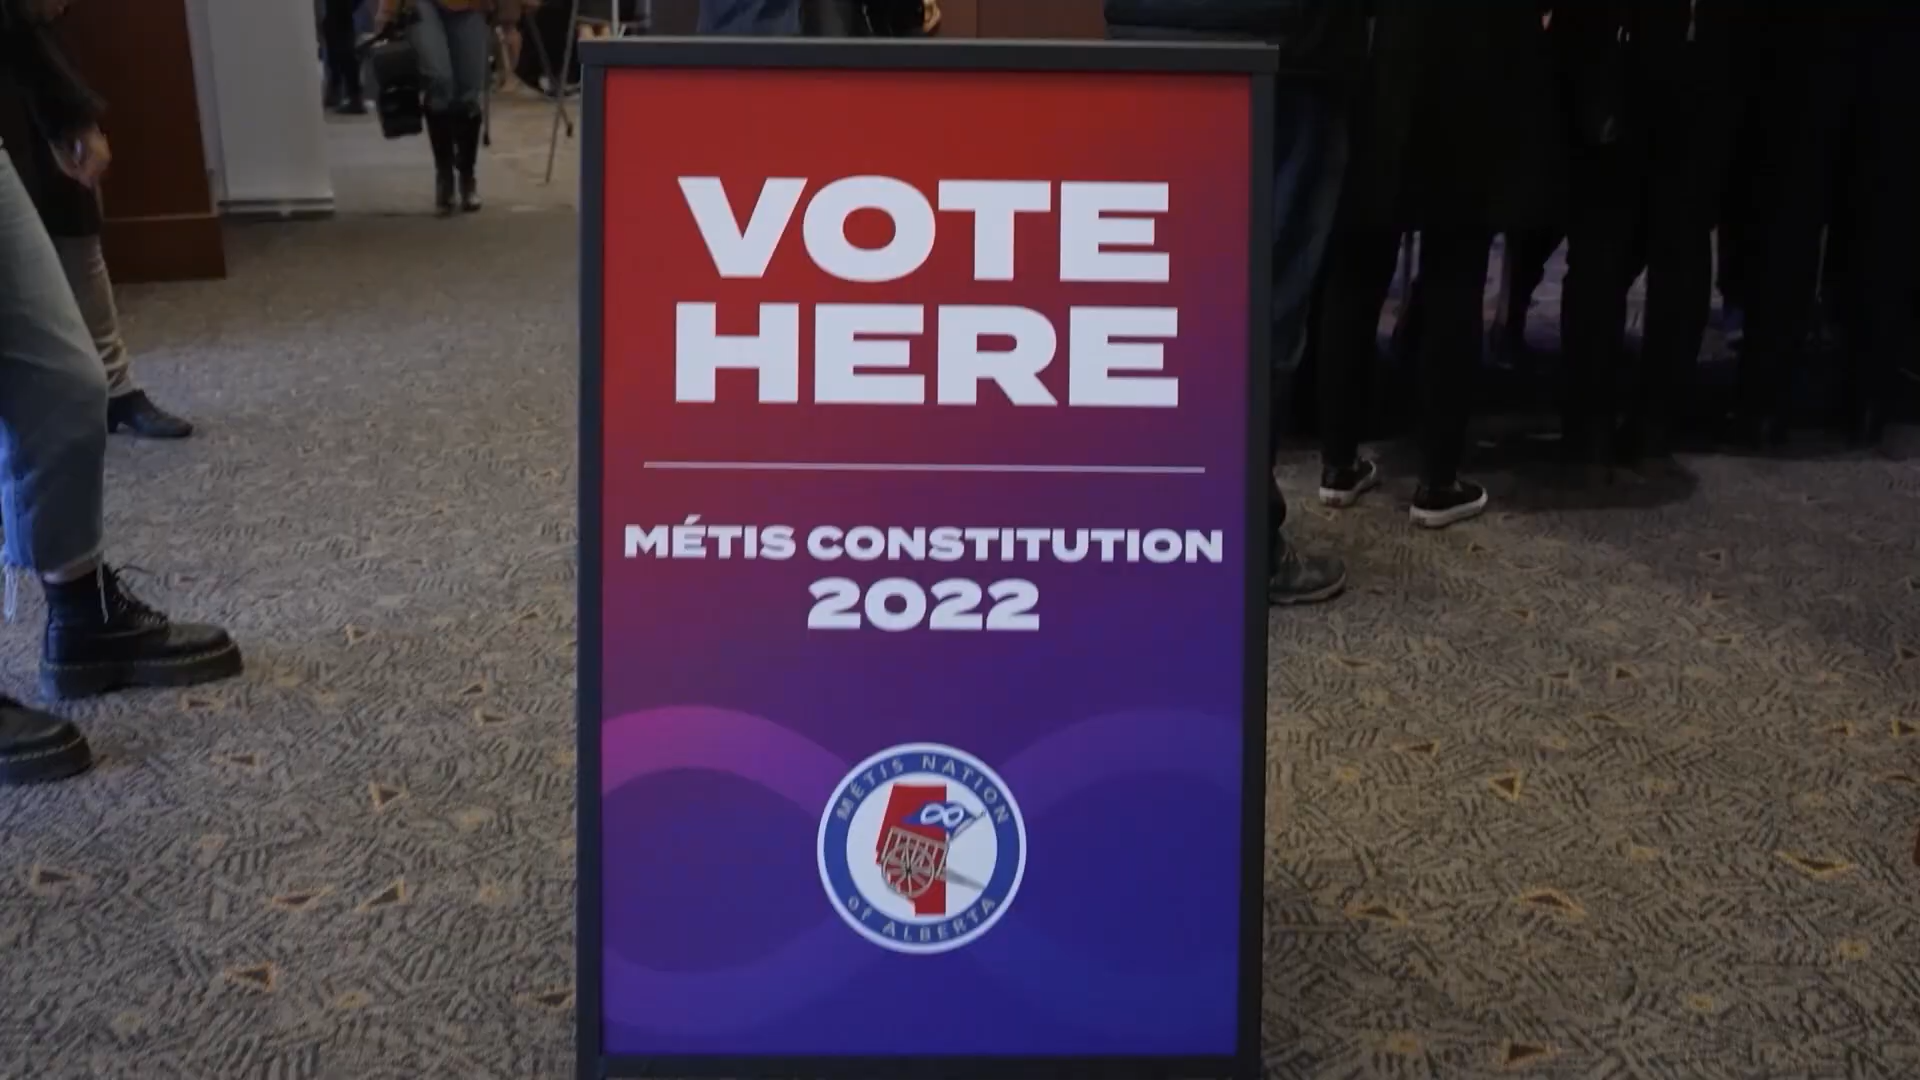 VOTE
HERE
MÉTIS CONSTITUTION
2022
MÉTIS NATION
of ALBERTA